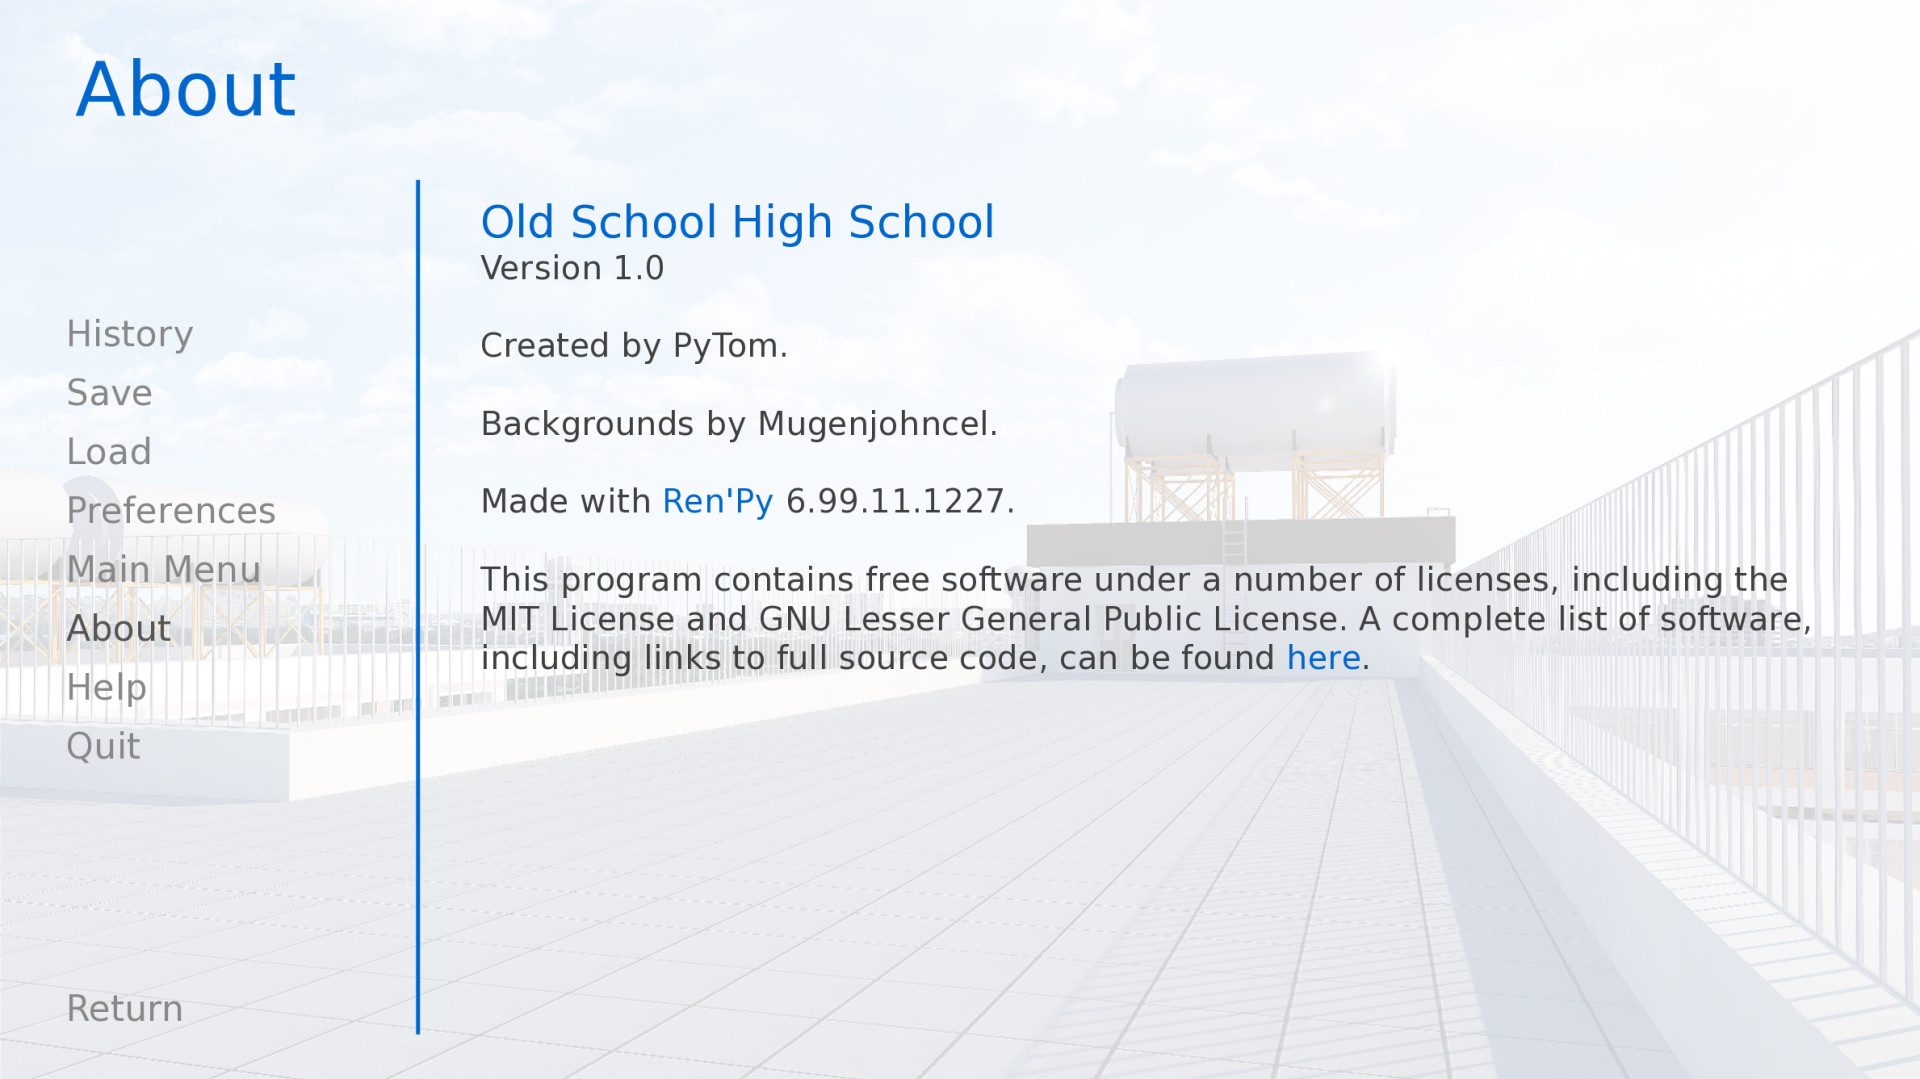 About
History
Save
Load
Preferences
Main Menu
About
Help
Quit
Return
Old School High School
Version 1.0
Created by PyTom.
Backgrounds by Mugenjohncel.
Made with Ren'Py 6.99.11.1227.
This program contains free software under a number of licenses, including the
MIT License and GNU Lesser General Public License. A complete list of software,
including links to full source code, can be found here.